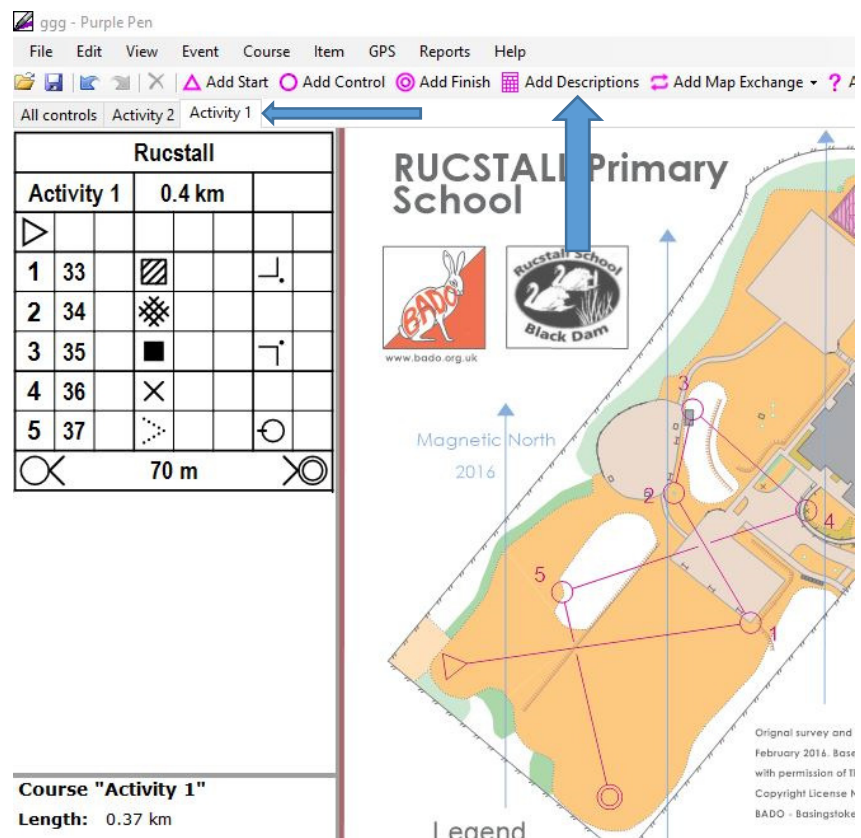 ggg - Purple Pen
File Edit View Event Course Item GPS Reports Help
Add Start Add Control Add Finish Add Descriptions Add Map Exchange ? A
All controls Activity 2 Activity 1
Rucstall
Activity 1 0.4 km
1 33
2 34
3 35
4 36
5 37
70 m
Course "Activity 1"
Length: 0.37 km
RUCSTALL Primary
School
BADO
www.bado.org.uk
Rucstall School
Black Dam
Magnetic North
2016
3
2
4
5
1
Orignal survey and
February 2016. Base
with permission of
Copyright License N
BADO - Basingstoke
Legend